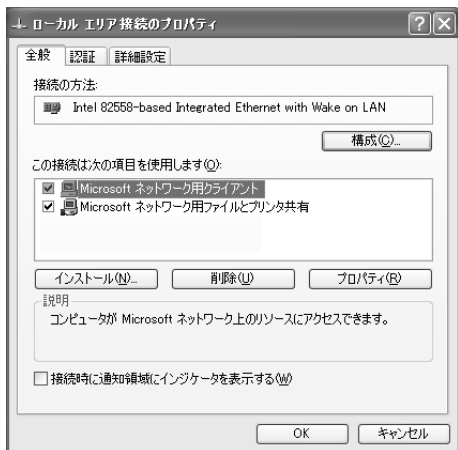 ローカル エリア接続のプロパティ
全般 認証 詳細設定
接続の方法:
Intel 82558-based Integrated Ethernet with Wake on LAN
構成(C)...
この接続は次の項目を使用します(O):
Microsoft ネットワーク用クライアント
Microsoft ネットワーク用ファイルとプリンタ共有
インストール(N)... 削除(U) プロパティ(R)
説明
コンピュータが Microsoft ネットワーク上のリソースにアクセスできます。
接続時に通知領域にインジケータを表示する(W)
OK キャンセル